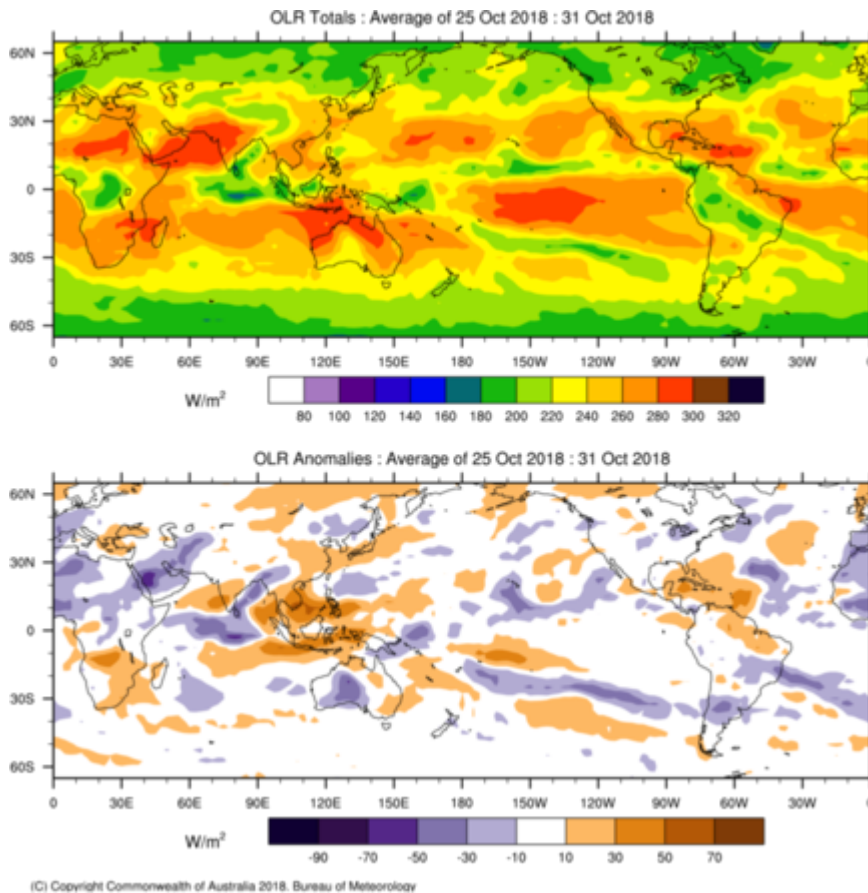 OLR Totals : Average of 25 Oct 2018 : 31 Oct 2018
60N
30N
0
30S
60S
0 30E 60E 90E 120E 150E 180 150W 120W 90W 60W 30W 0
W/m²
80 100 120 140 160 180 200 220 240 260 280 300 320
OLR Anomalies : Average of 25 Oct 2018 : 31 Oct 2018
60N
30N
0
30S
60S
0 30E 60E 90E 120E 150E 180 150W 120W 90W 60W 30W 0
W/m²
-90 -70 -50 -30 -10 10 30 50 70
(C) Copyright Commonwealth of Australia 2018. Bureau of Meteorology